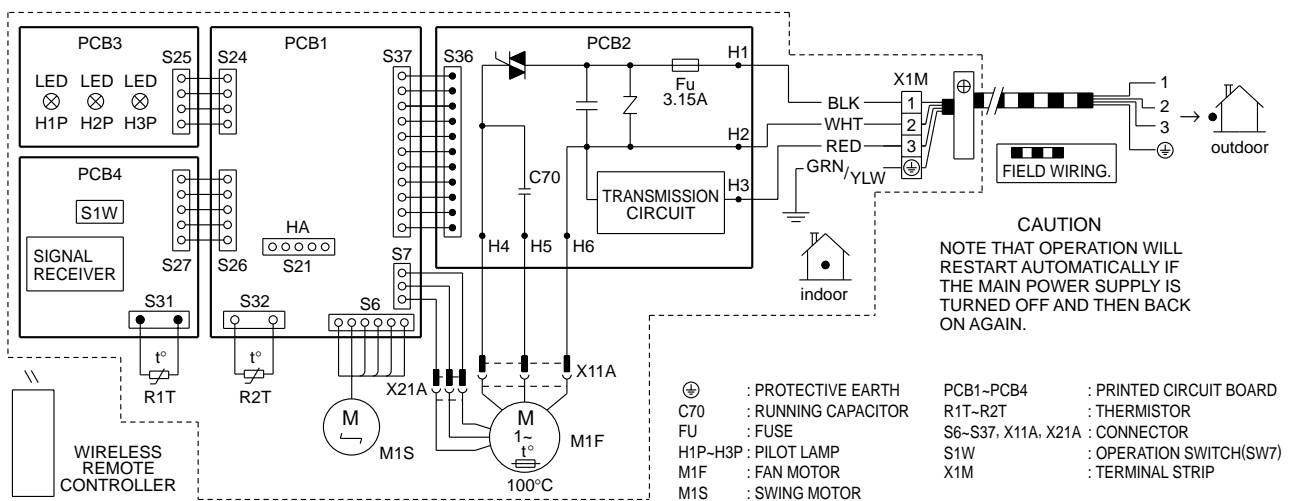 PCB3
LED LED LED
H1P H2P H3P
S25
S24
PCB1
S37
S36
PCB2
H1
Fu
3.15A
H2
H3
C70
TRANSMISSION
CIRCUIT
H4
H5
H6
BLK
WHT
RED
GRN/YLW
X1M
1
2
3
1
2
3
→
outdoor
FIELD WIRING.
PCB4
S1W
SIGNAL
RECEIVER
S27
S26
HA
S21
S7
S31
S32
S6
t°
R1T
t°
R2T
X21A
X11A
M
M1S
M
1~
t°
M1F
100°C
indoor
WIRELESS
REMOTE
CONTROLLER
CAUTION
NOTE THAT OPERATION WILL
RESTART AUTOMATICALLY IF
THE MAIN POWER SUPPLY IS
TURNED OFF AND THEN BACK
ON AGAIN.
: PROTECTIVE EARTH
C70 : RUNNING CAPACITOR
FU : FUSE
H1P~H3P : PILOT LAMP
M1F : FAN MOTOR
M1S : SWING MOTOR
PCB1~PCB4 : PRINTED CIRCUIT BOARD
R1T~R2T : THERMISTOR
S6~S37, X11A, X21A : CONNECTOR
S1W : OPERATION SWITCH(SW7)
X1M : TERMINAL STRIP